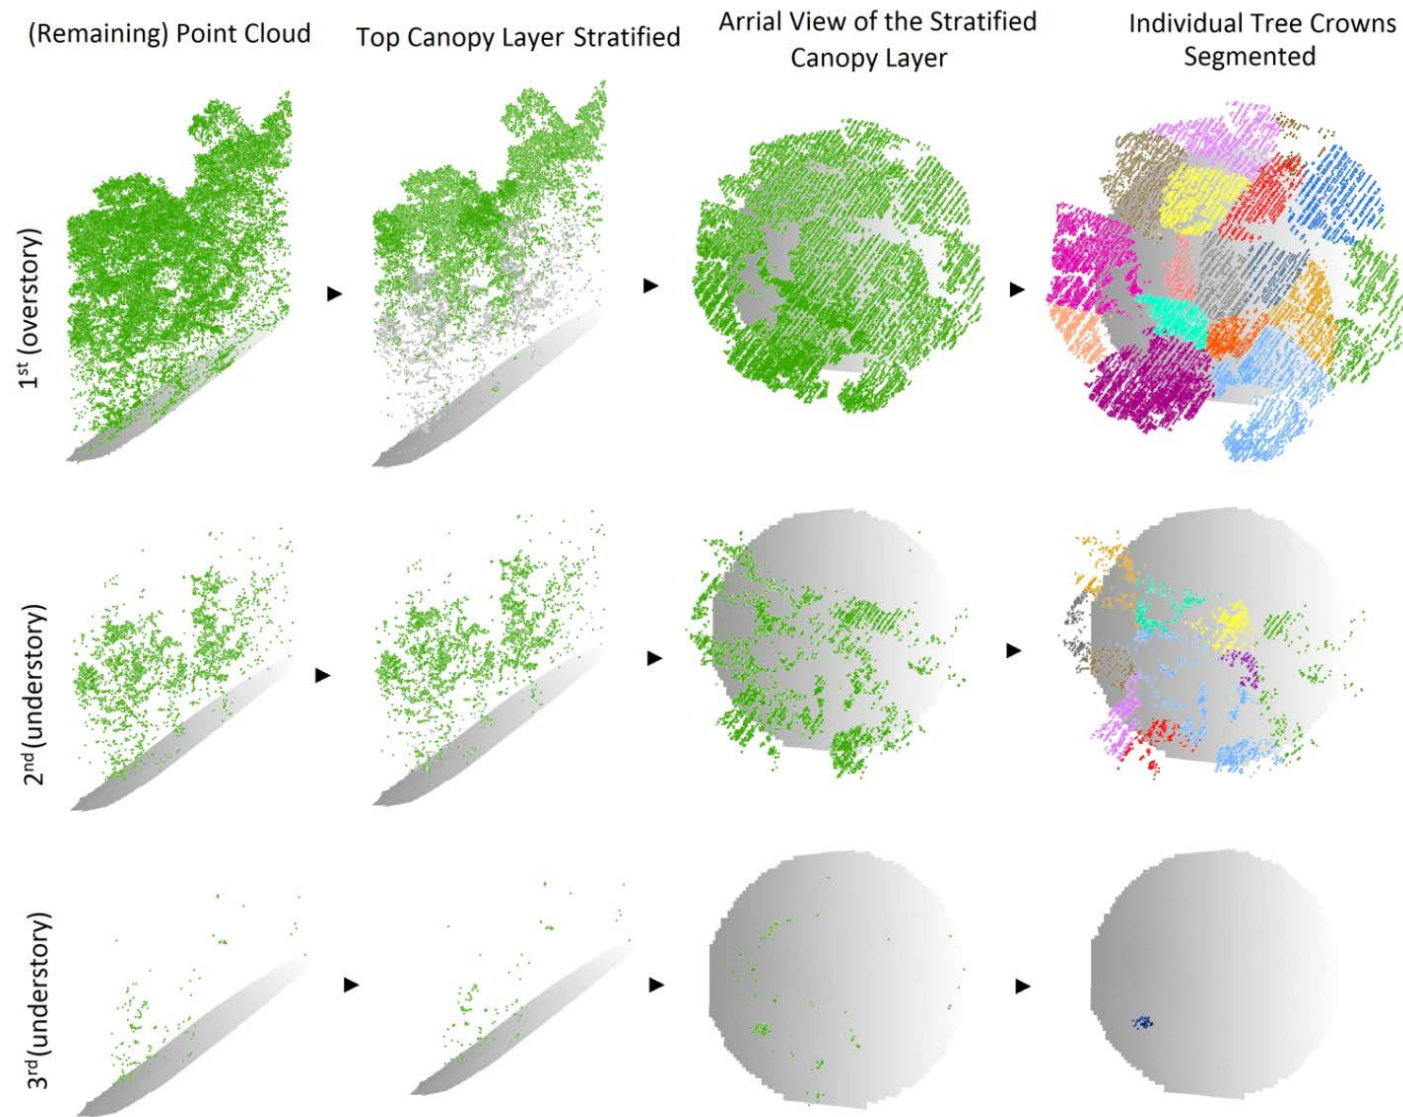 (Remaining) Point Cloud
Top Canopy Layer Stratified
Arrial View of the Stratified
Canopy Layer
Individual Tree Crowns
Segmented
1st (overstory)
2nd (understory)
3rd (understory)